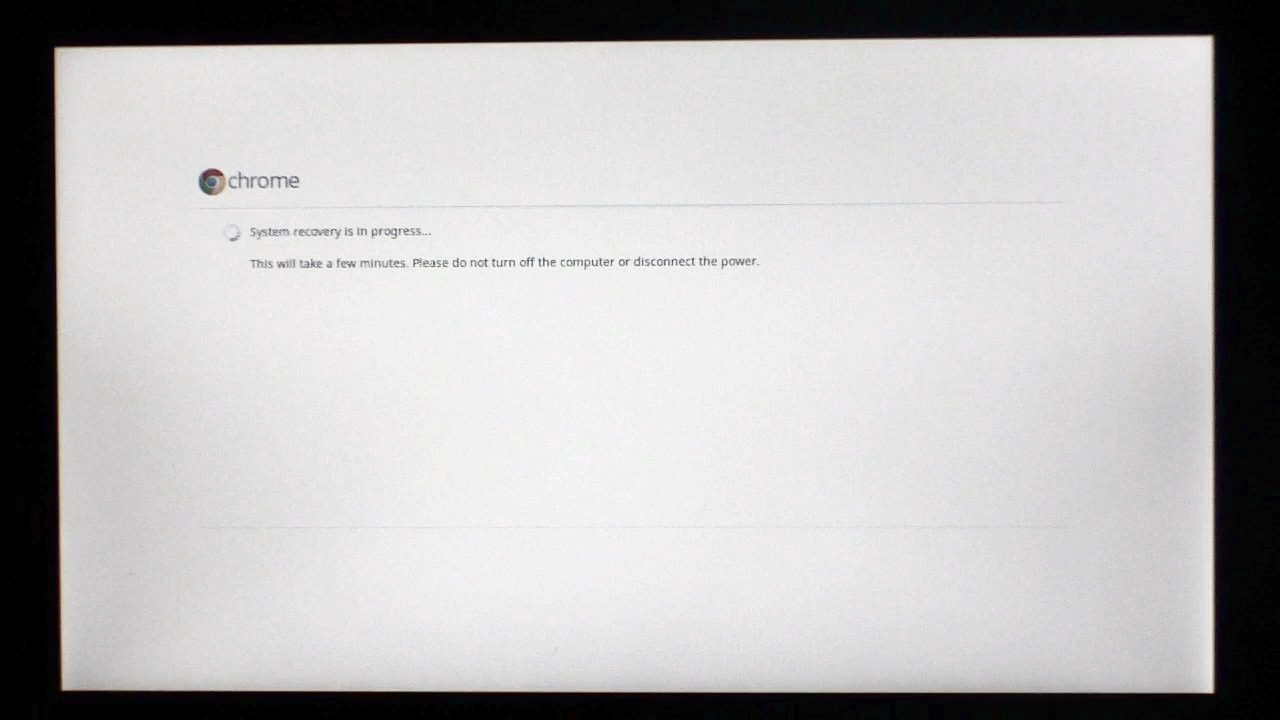 chrome
System recovery is in progress...
This will take a few minutes. Please do not turn off the computer or disconnect the power.